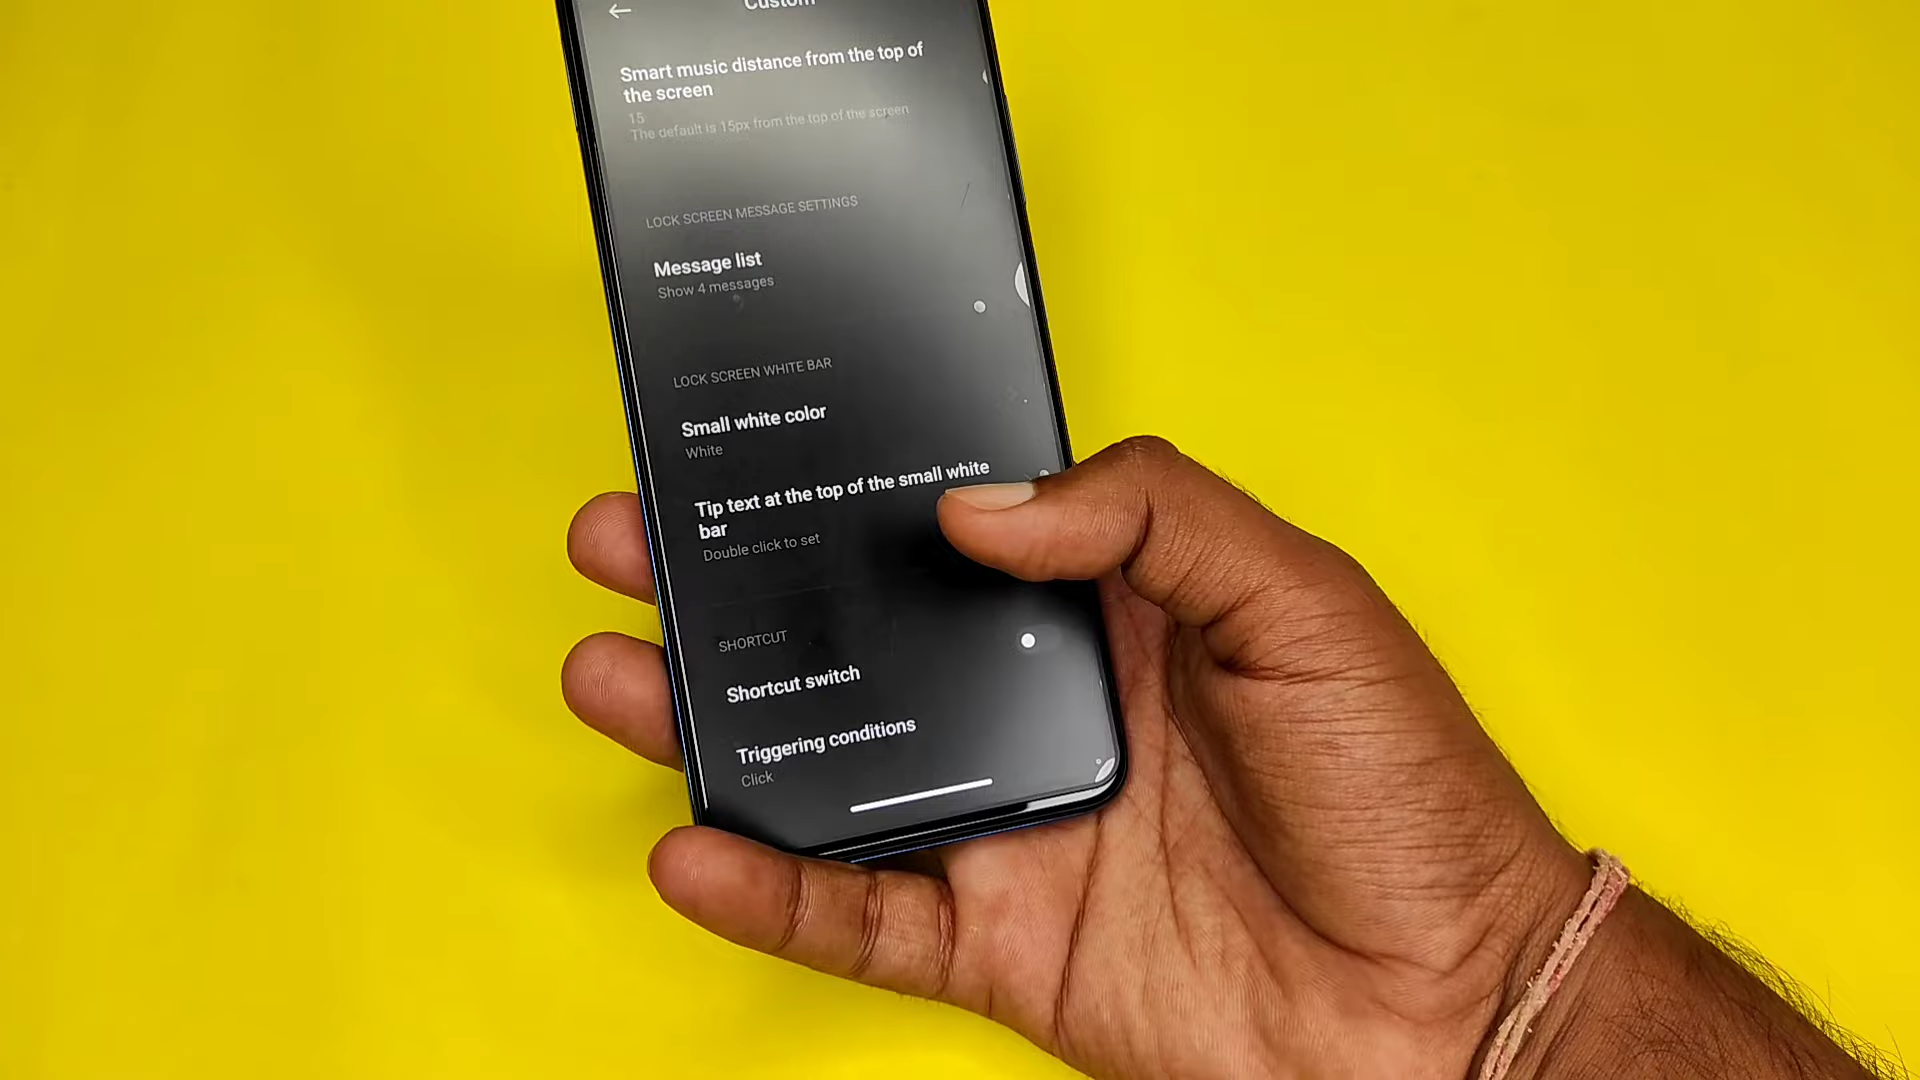 Custom
Smart music distance from the top of
the screen
15
The default is 15px from the top of the screen
LOCK SCREEN MESSAGE SETTINGS
Message list
Show 4 messages
LOCK SCREEN WHITE BAR
Small white color
White
Tip text at the top of the small white
bar
Double click to set
SHORTCUT
Shortcut switch
Triggering conditions
Click